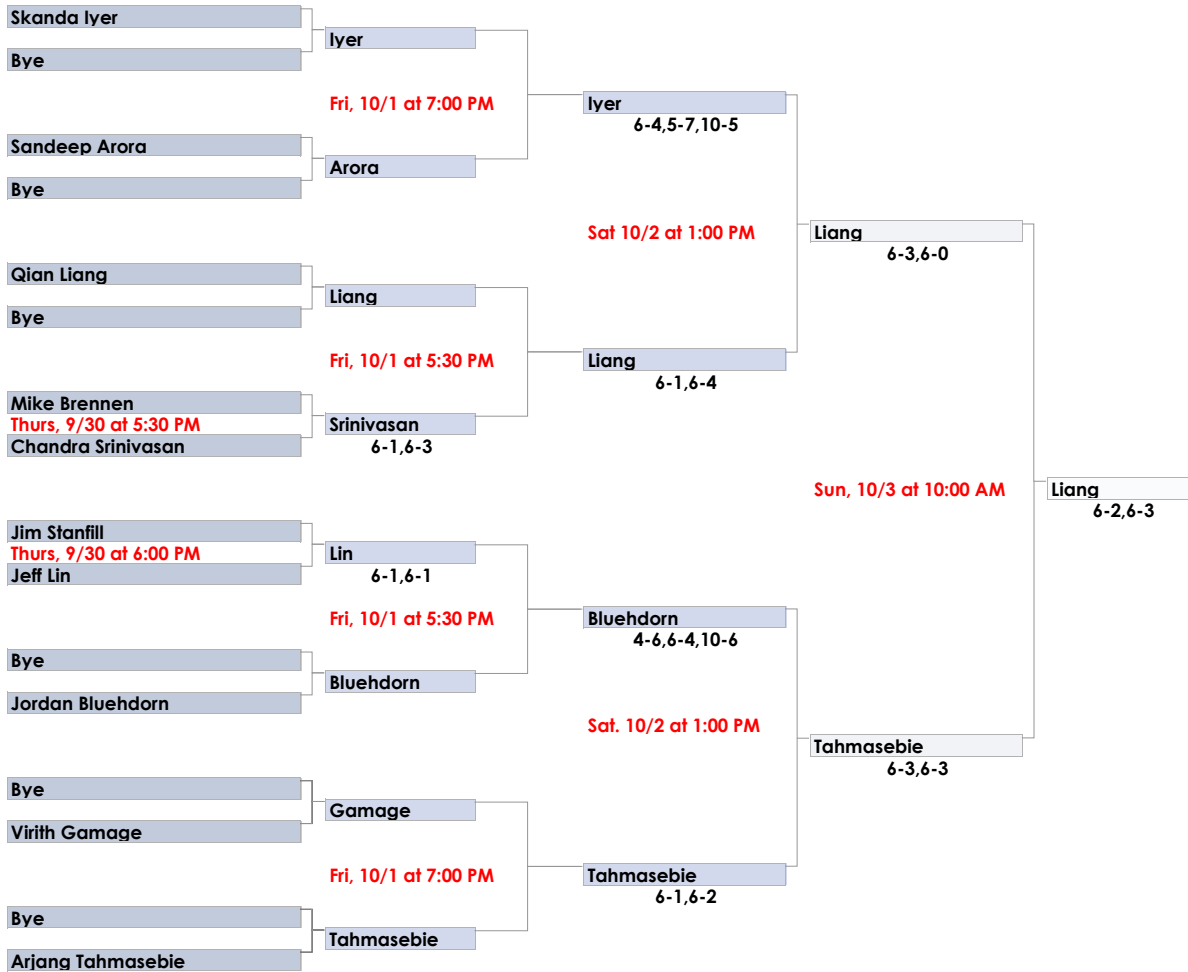 Skanda Iyer
Iyer
Bye
Fri, 10/1 at 7:00 PM
Iyer
6-4,5-7,10-5
Sandeep Arora
Arora
Bye
Sat 10/2 at 1:00 PM
Liang
6-3,6-0
Qian Liang
Liang
Bye
Fri, 10/1 at 5:30 PM
Liang
6-1,6-4
Mike Brennen
Thurs, 9/30 at 5:30 PM
Srinivasan
Chandra Srinivasan
6-1,6-3
Sun, 10/3 at 10:00 AM
Liang
6-2,6-3
Jim Stanfill
Thurs, 9/30 at 6:00 PM
Lin
Jeff Lin
6-1,6-1
Fri, 10/1 at 5:30 PM
Bluehdorn
4-6,6-4,10-6
Bye
Bluehdorn
Jordan Bluehdorn
Sat. 10/2 at 1:00 PM
Tahmasebie
6-3,6-3
Bye
Gamage
Virith Gamage
Fri, 10/1 at 7:00 PM
Tahmasebie
6-1,6-2
Bye
Tahmasebie
Arjang Tahmasebie